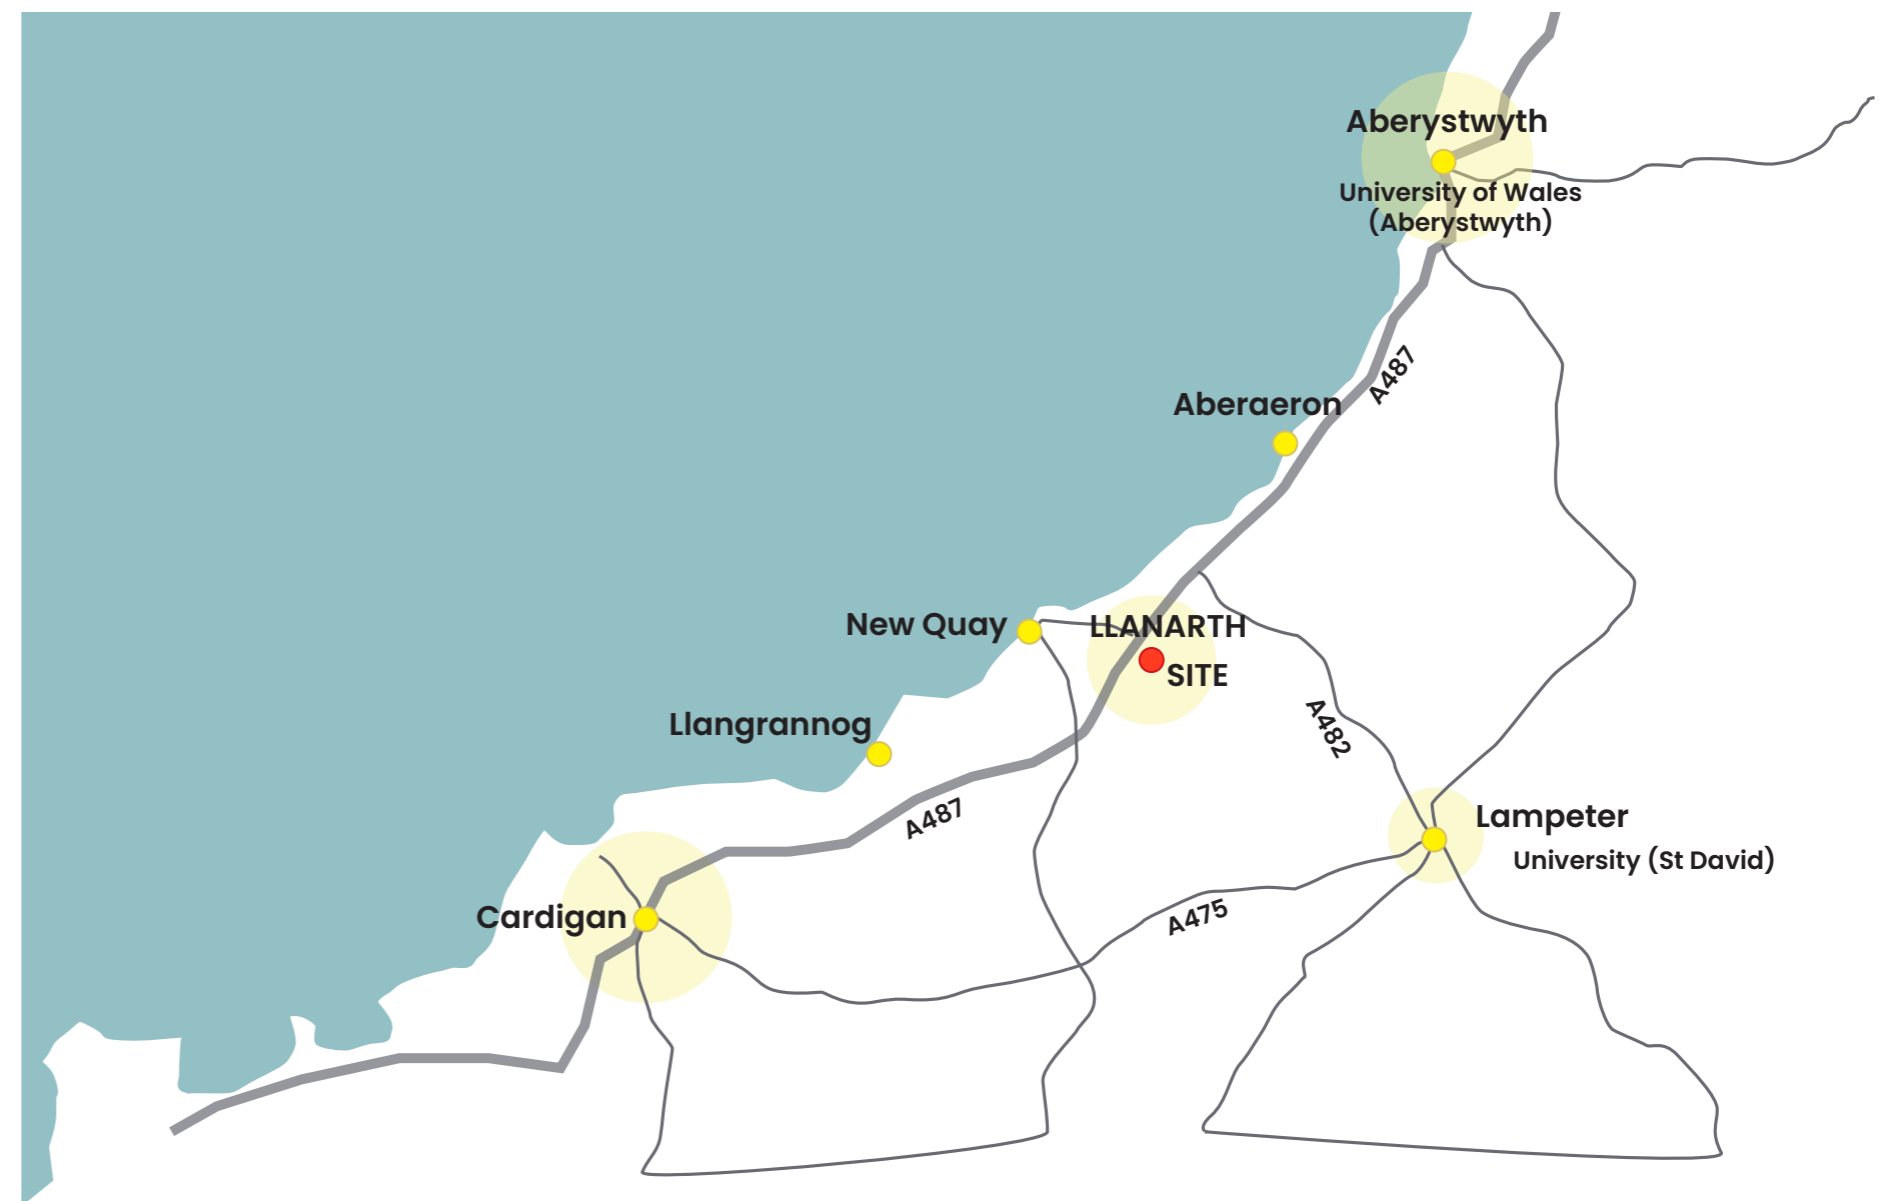 Aberystwyth
University of Wales
(Aberystwyth)
A487
Aberaeron
New Quay
LLANARTH
SITE
Llangrannog
A482
A487
Lampeter
University (St David)
Cardigan
A475